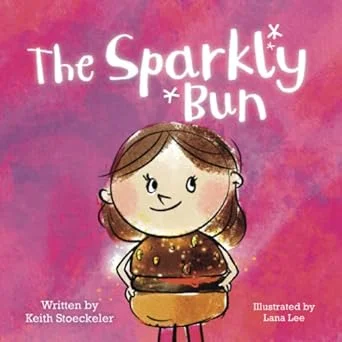 The Sparkly
Bun
Written by
Keith Stoeckeler
Illustrated by
Lana Lee